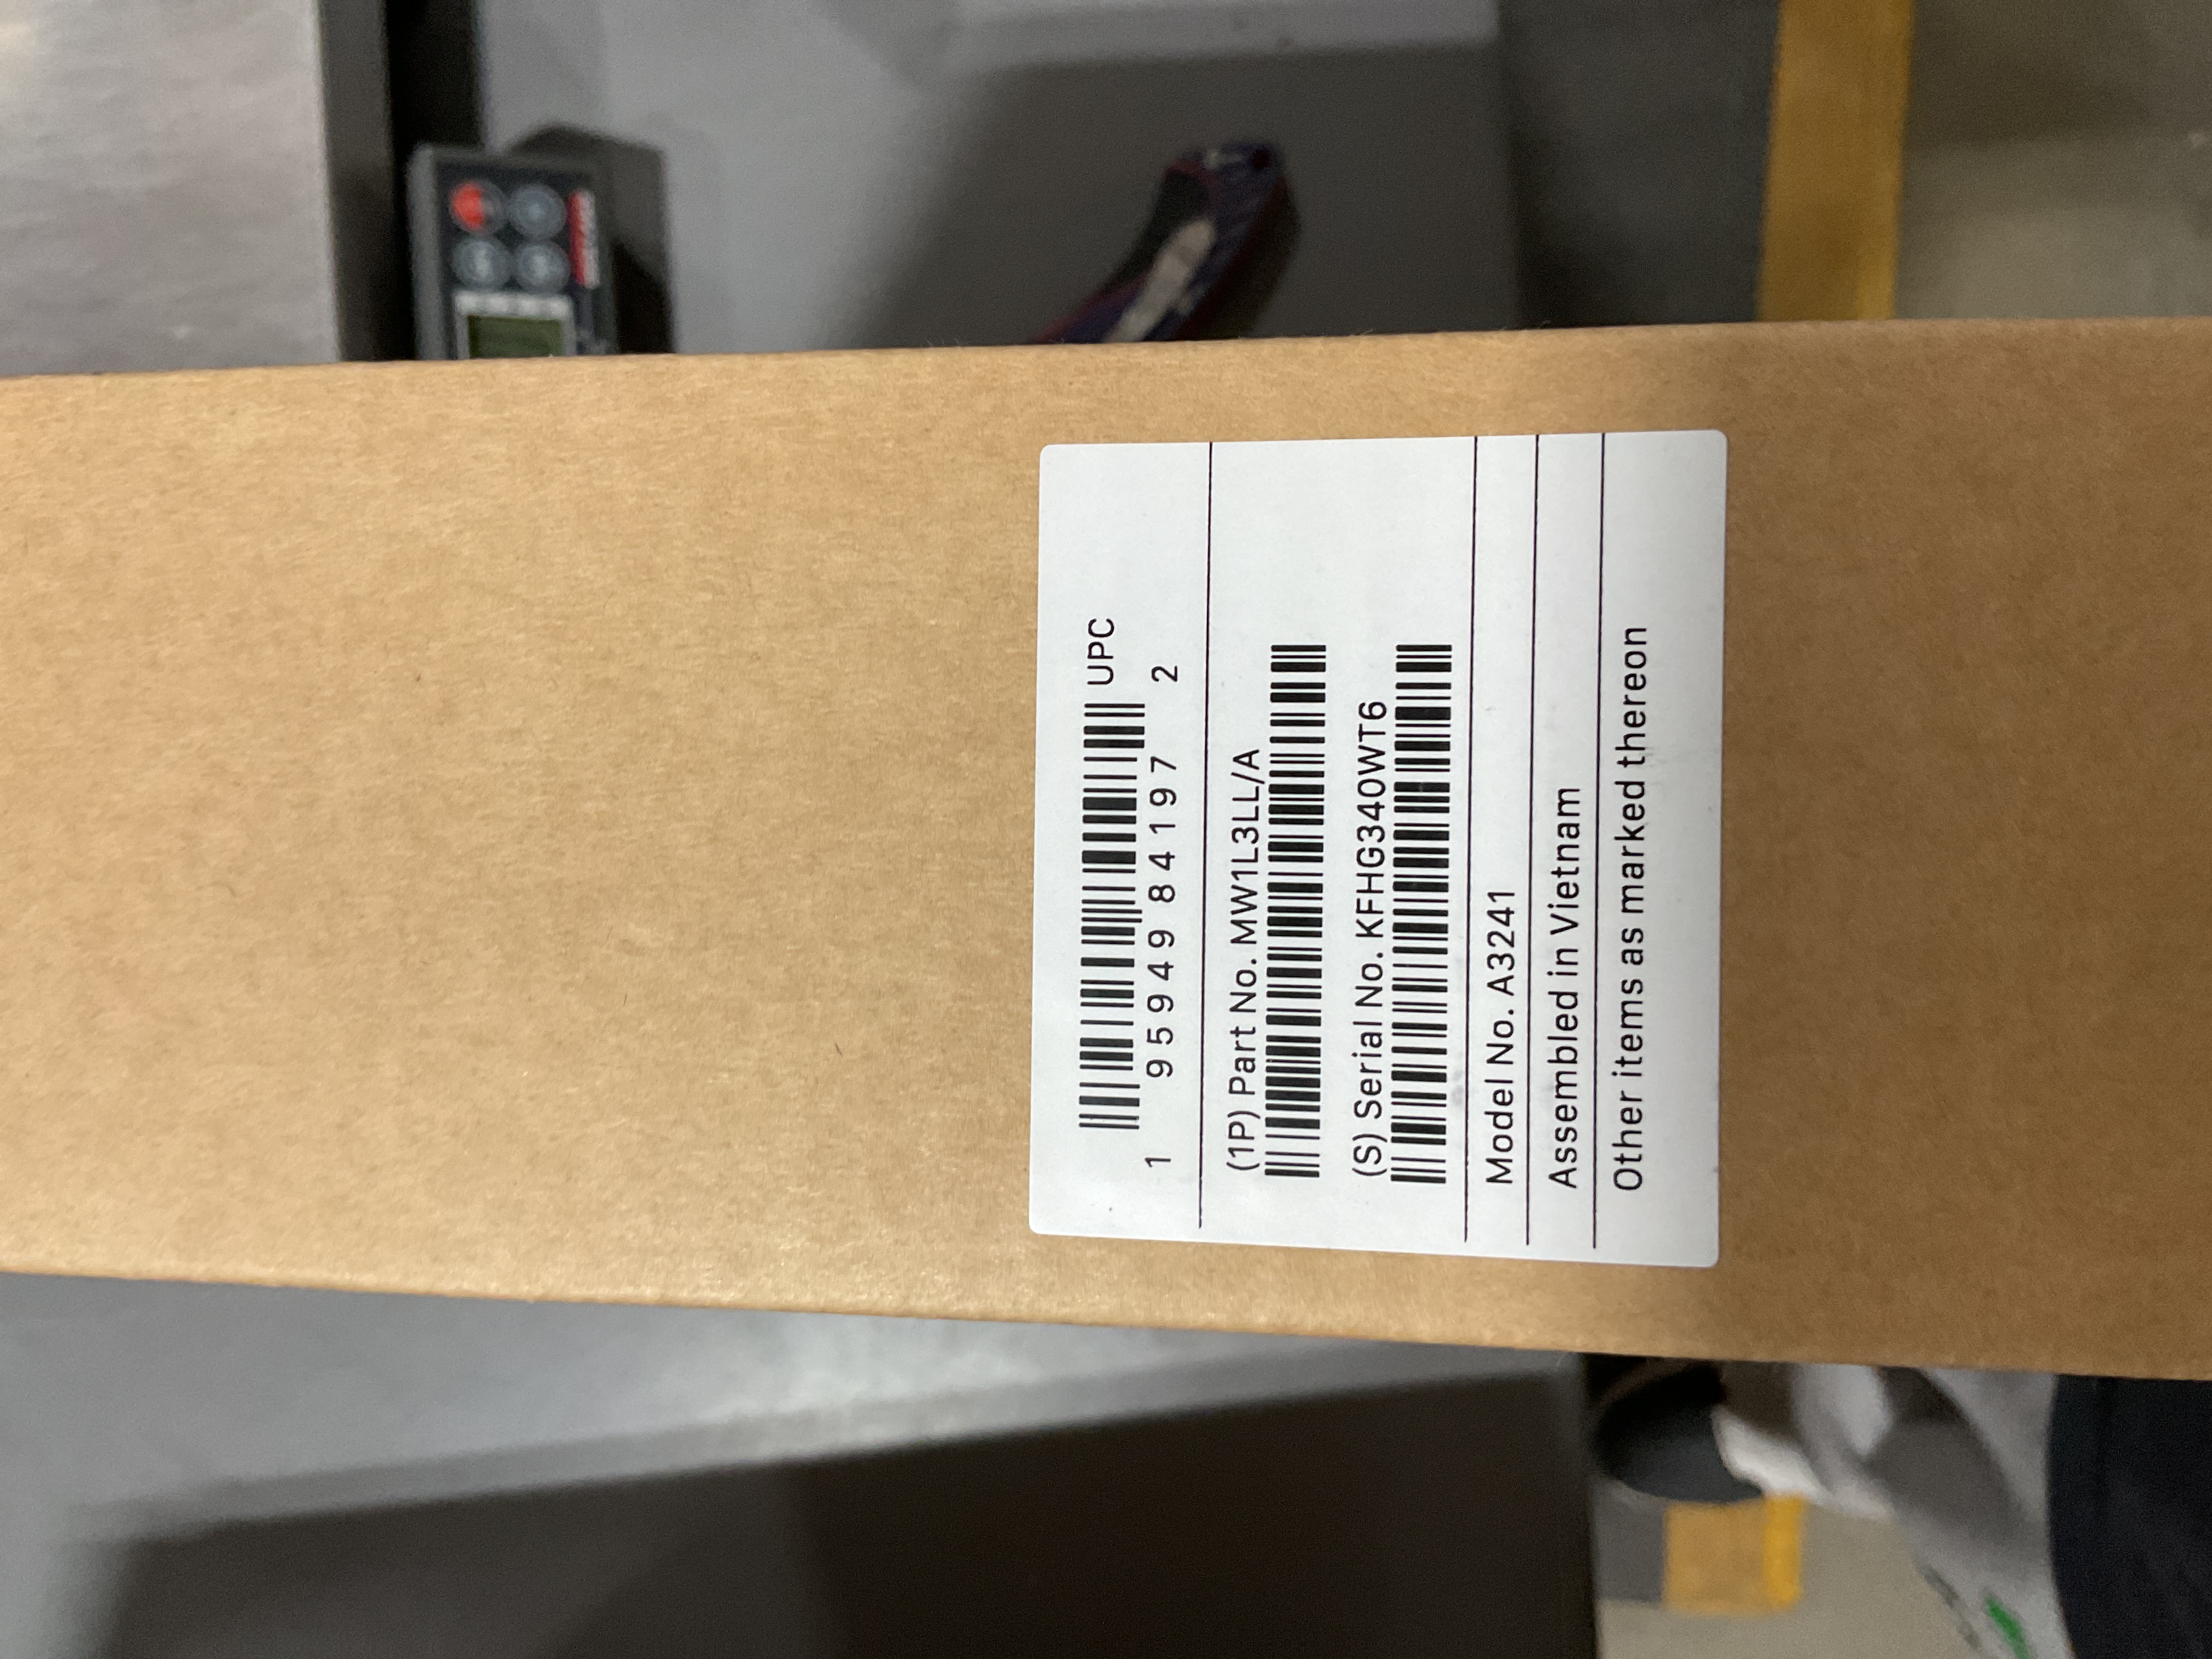 UPC
1 95949 84197 2
(1P) Part No. MW1L3LL/A
(S) Serial No. KFHG340WT6
Model No. A3241
Assembled in Vietnam
Other items as marked thereon